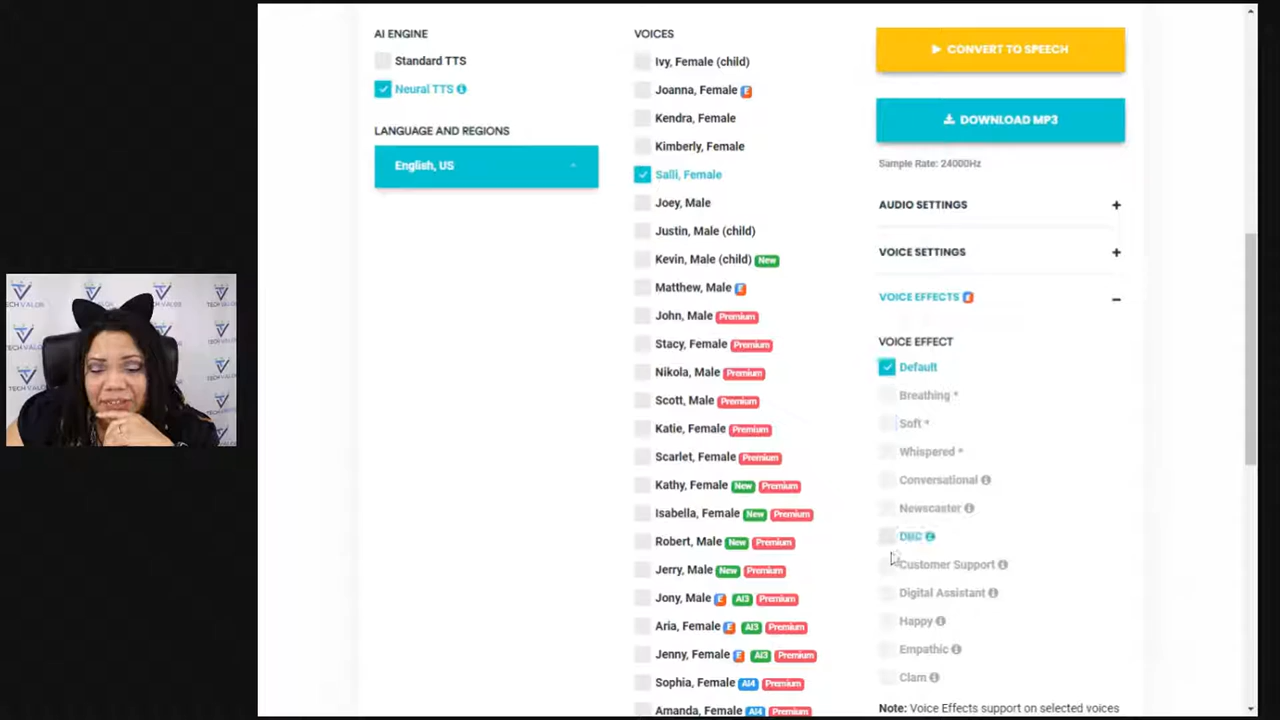 AI ENGINE
Standard TTS
Neural TTS
LANGUAGE AND REGIONS
English, US
VOICES
Ivy, Female (child)
Joanna, Female E
Kendra, Female
Kimberly, Female
Salli, Female
Joey, Male
Justin, Male (child)
Kevin, Male (child) New
Matthew, Male E
John, Male Premium
Stacy, Female Premium
Nikola, Male Premium
Scott, Male Premium
Katie, Female Premium
Scarlet, Female Premium
Kathy, Female New Premium
Isabella, Female New Premium
Robert, Male New Premium
Jerry, Male New Premium
Jony, Male E AI3 Premium
Aria, Female E AI3 Premium
Jenny, Female E AI3 Premium
Sophia, Female AI4 Premium
Amanda, Female AI4 Premium
CONVERT TO SPEECH
DOWNLOAD MP3
Sample Rate: 24000Hz
AUDIO SETTINGS +
VOICE SETTINGS +
VOICE EFFECTS E −
VOICE EFFECT
Default
Breathing *
Soft *
Whispered *
Conversational
Newscaster
Customer Support
Digital Assistant
Happy
Empathic
Clam
Note: Voice Effects support on selected voices
TECH VALOR